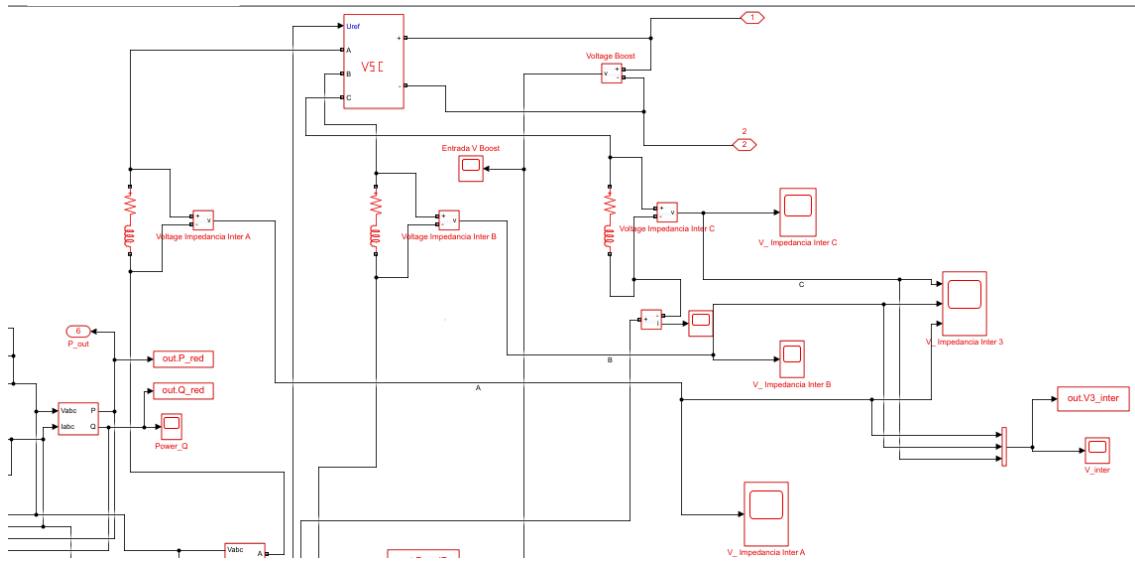 1
Uref
A
B
C
+
-
VSC
Voltage Boost
v
+
-
2
2
Entrada V Boost
+
-
v
Voltage Impedancia Inter A
+
-
v
Voltage Impedancia Inter B
+
-
v
Voltage Impedancia Inter C
V_ Impedancia Inter C
C
V_ Impedancia Inter 3
6
P_out
+
-
i
B
V_ Impedancia Inter B
out.P_red
out.Q_red
A
out.V3_inter
Vabc
Iabc
P
Q
Power_Q
V_inter
V_ Impedancia Inter A
Vabc
A